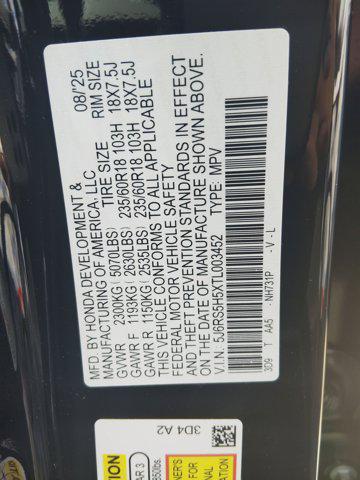 MFD. BY HONDA DEVELOPMENT & 08/'25
MANUFACTURING OF AMERICA, LLC
TIRE SIZE RIM SIZE
GVWR 2300KG (5070LBS)
GAWR F 1193KG (2630LBS) 235/60R18 103H 18X7.5J
GAWR R 1150KG (2535LBS) 235/60R18 103H 18X7.5J
THIS VEHICLE CONFORMS TO ALL APPLICABLE
FEDERAL MOTOR VEHICLE SAFETY
AND THEFT PREVENTION STANDARDS IN EFFECT
ON THE DATE OF MANUFACTURE SHOWN ABOVE.
V.I.N. 5J6RS5H5XTL003452 TYPE: MPV
3D9 T AA5 NH731P - V - L
3D4 A2